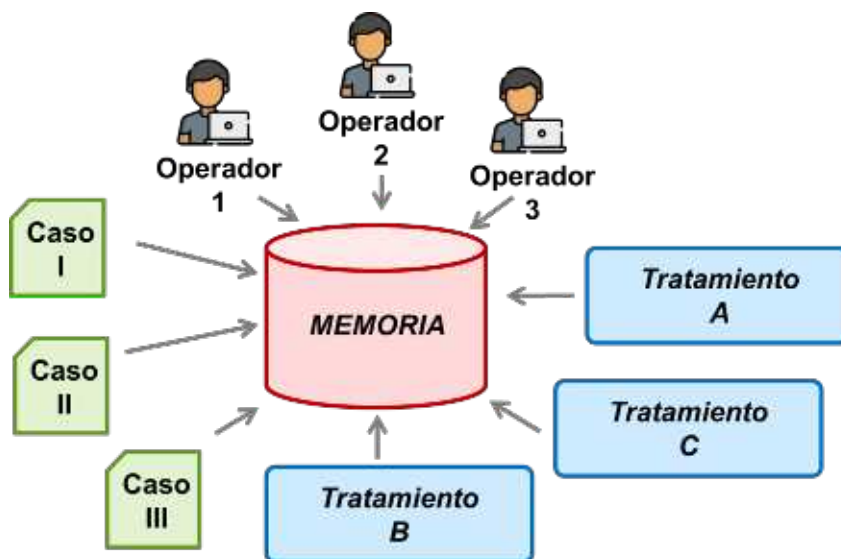 Operador
1
Operador
2
Operador
3
Caso
I
Caso
II
Caso
III
MEMORIA
Tratamiento
A
Tratamiento
C
Tratamiento
B